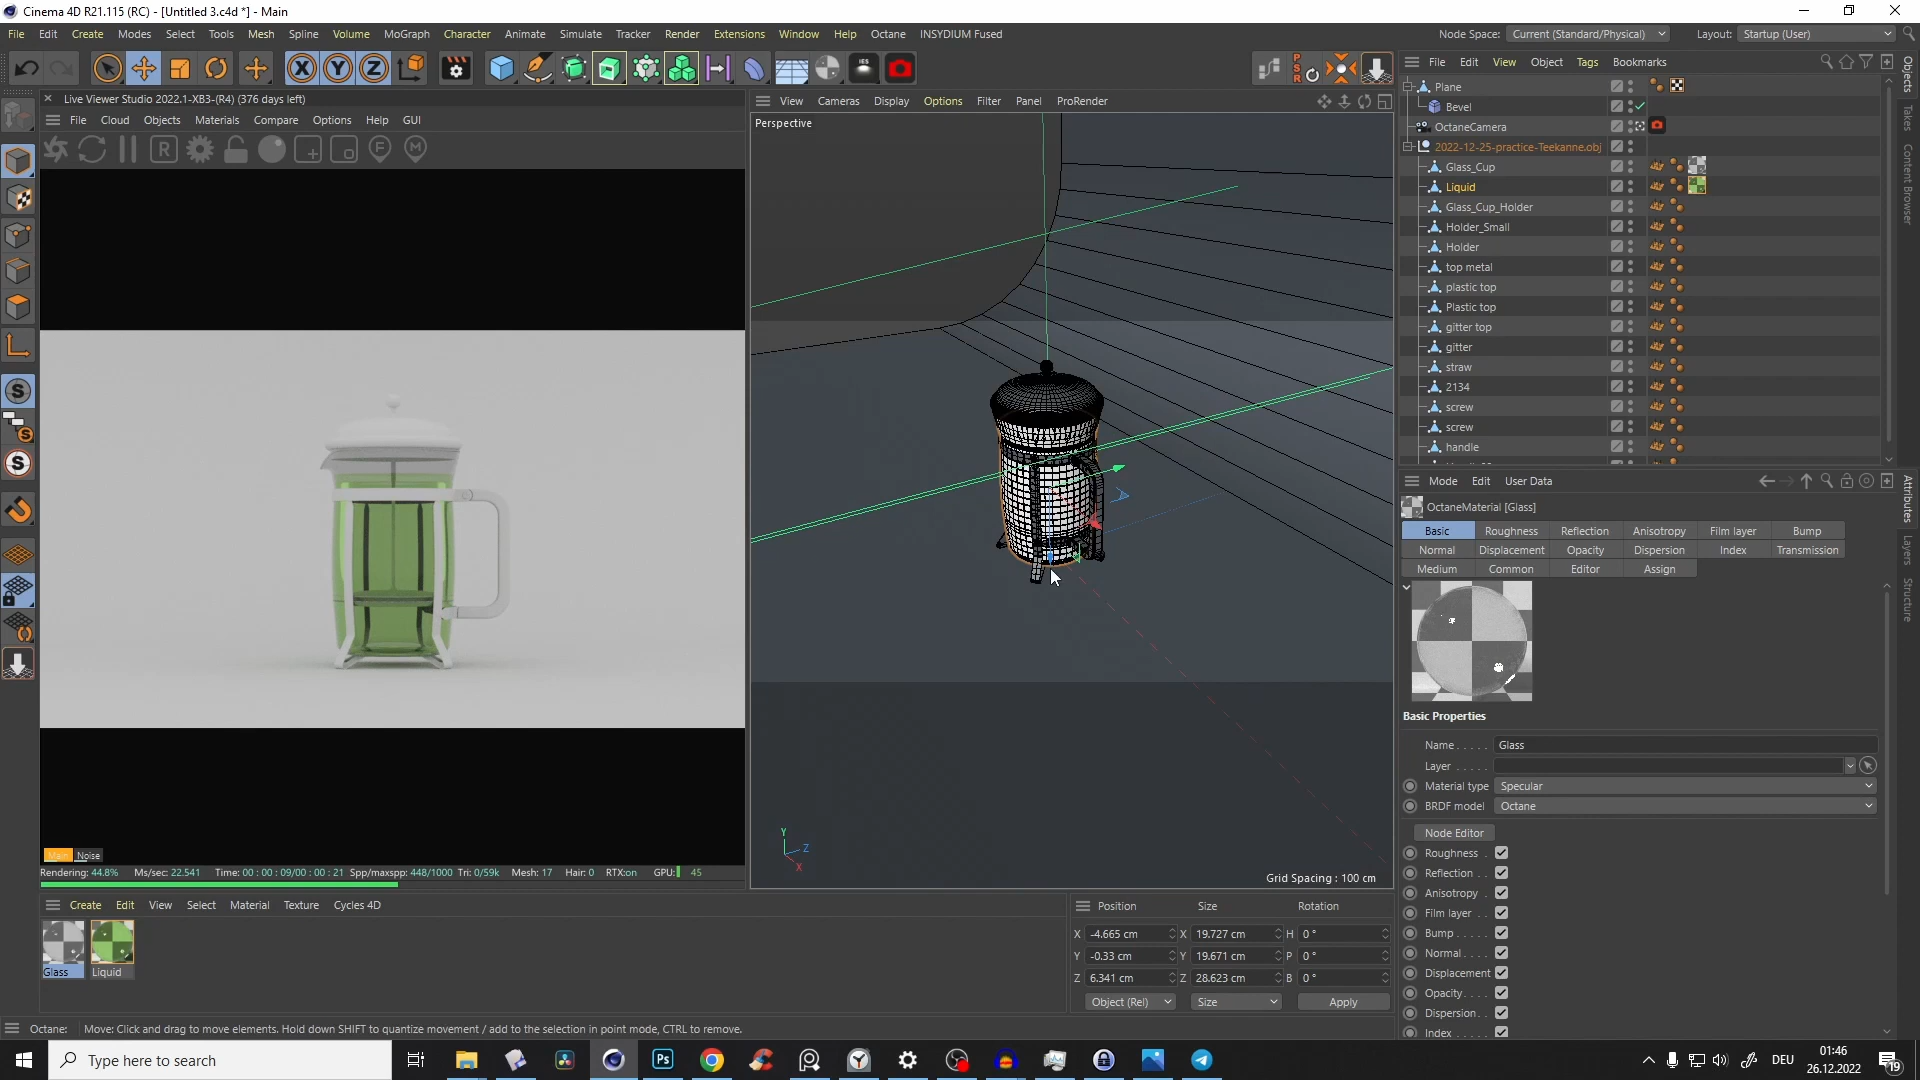 Cinema 4D R21.115 (RC) - [Untitled 3.c4d *] - Main
File Edit Create Modes Select Tools Mesh Spline Volume MoGraph Character Animate Simulate Tracker Render Extensions Window Help Octane INSYDIUM Fused
Node Space: Current (Standard/Physical) Layout: Startup (User)
Live Viewer Studio 2022.1-XB3-(R4) (376 days left)
File Cloud Objects Materials Compare Options Help GUI
View Cameras Display Options Filter Panel ProRender
Perspective
Grid Spacing : 100 cm
File Edit View Object Tags Bookmarks
Plane
Bevel
OctaneCamera
2022-12-25-practice-Teekanne.obj
Glass_Cup
Liquid
Glass_Cup_Holder
Holder_Small
Holder
top metal
plastic top
Plastic top
gitter top
gitter
straw
2134
screw
screw
handle
Objects
Takes
Content Browser
Mode Edit User Data
OctaneMaterial [Glass]
Basic Roughness Reflection Anisotropy Film layer Bump
Normal Displacement Opacity Dispersion Index Transmission
Medium Common Editor Assign
Basic Properties
Name . . . . . Glass
Layer . . . . .
Material type Specular
BRDF model Octane
Node Editor
Roughness
Reflection
Anisotropy
Film layer
Bump
Normal
Displacement
Opacity
Dispersion
Index
Attributes
Layers
Structure
Main Noise
Rendering: 44.8% Ms/sec: 22.541 Time: 00 : 00 : 09/00 : 00 : 21 Spp/maxspp: 448/1000 Tri: 0/59k Mesh: 17 Hair: 0 RTX:on GPU: 45
Create Edit View Select Material Texture Cycles 4D
Glass Liquid
Position Size Rotation
X -4.665 cm X 19.727 cm H 0 °
Y -0.33 cm Y 19.671 cm P 0 °
Z 6.341 cm Z 28.623 cm B 0 °
Object (Rel) Size Apply
Octane: Move: Click and drag to move elements. Hold down SHIFT to quantize movement / add to the selection in point mode, CTRL to remove.
Type here to search
DEU
01:46
26.12.2022
19